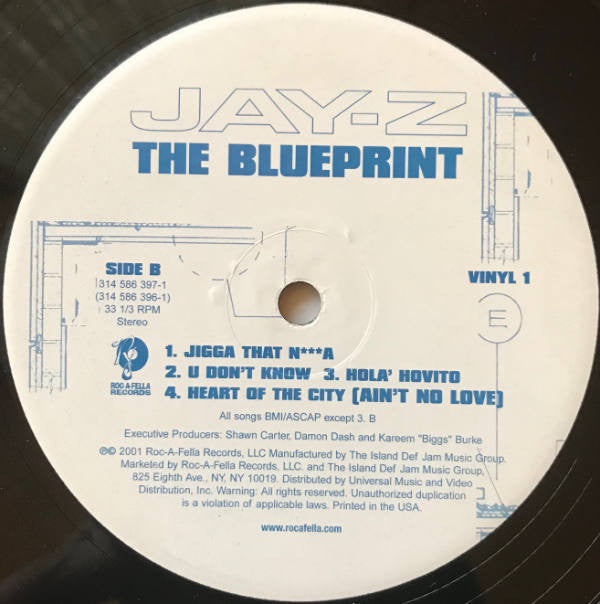 JAY-Z
THE BLUEPRINT
SIDE B
314 586 397-1
(314 586 396-1)
33 1/3 RPM
Stereo
VINYL 1
E
R
ROC-A-FELLA
RECORDS
1. JIGGA THAT N***A
2. U DON'T KNOW 3. HOLA' HOVITO
4. HEART OF THE CITY (AIN'T NO LOVE)
All songs BMI/ASCAP except 3. B
Executive Producers: Shawn Carter, Damon Dash and Kareem "Biggs" Burke
℗© 2001 Roc-A-Fella Records, LLC Manufactured by The Island Def Jam Music Group.
Marketed by Roc-A-Fella Records, LLC. and The Island Def Jam Music Group,
825 Eighth Ave., NY, NY 10019. Distributed by Universal Music and Video
Distribution, Inc. Warning: All rights reserved. Unauthorized duplication
is a violation of applicable laws. Printed in the USA.
www.rocafella.com